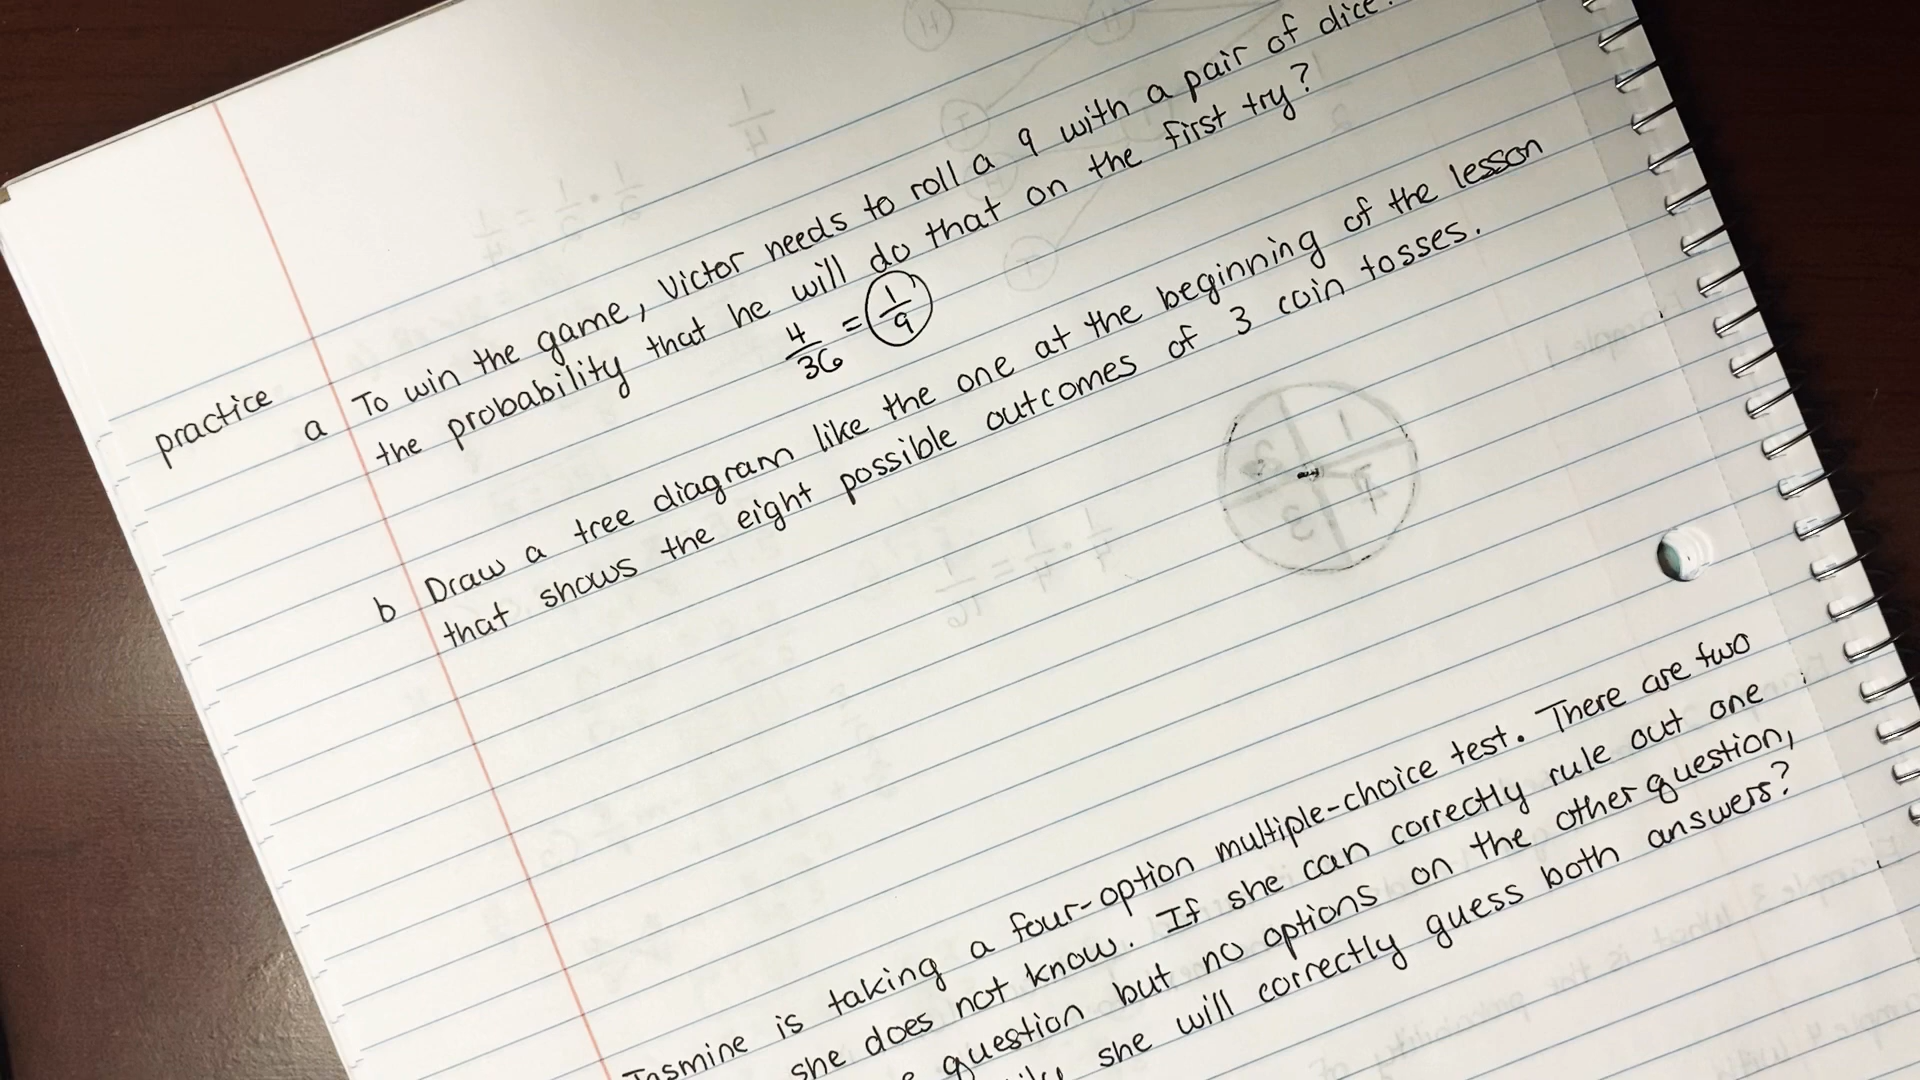 practice
a To win the game, Victor needs to roll a 9 with a pair of dice.
the probability that he will do that on the first try?
4/36 = 1/9
b Draw a tree diagram like the one at the beginning of the lesson
that shows the eight possible outcomes of 3 coin tosses.
Jasmine is taking a four-option multiple-choice test. There are two
she does not know. If she can correctly rule out one
question but no options on the other question,
she will correctly guess both answers?